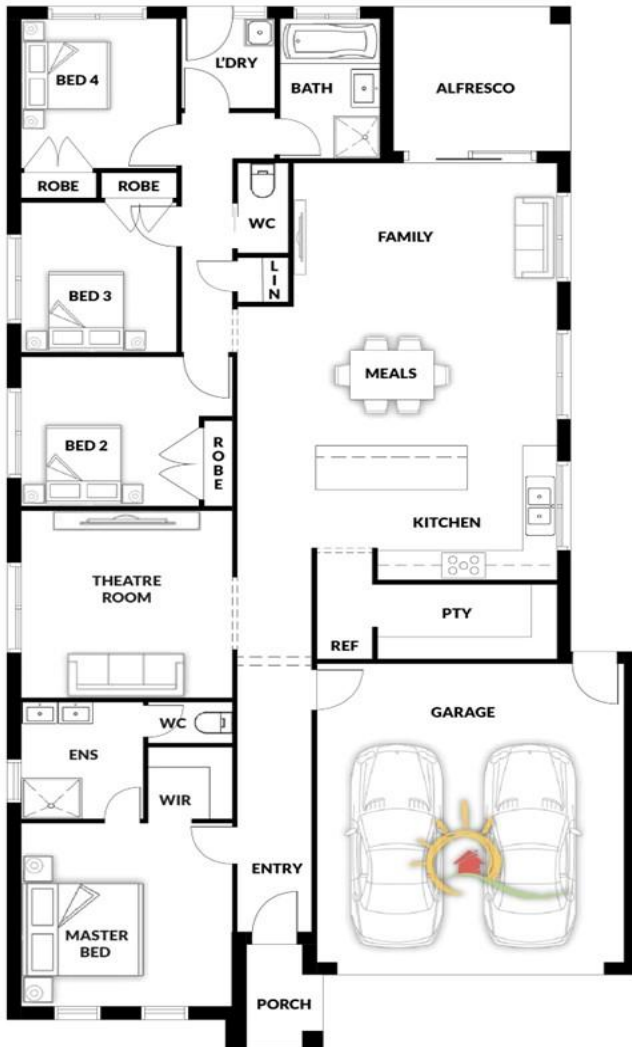 BED 4
L'DRY
BATH
ALFRESCO
ROBE
ROBE
WC
FAMILY
LIN
BED 3
MEALS
BED 2
ROBE
KITCHEN
THEATRE
ROOM
PTY
REF
WC
GARAGE
ENS
WIR
ENTRY
MASTER
BED
PORCH